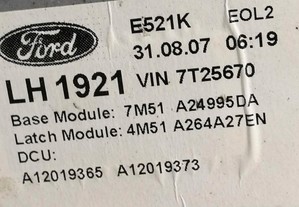 Ford
E521K EOL2
31.08.07 06:19
LH 1921 VIN 7T25670
Base Module: 7M51 A24995DA
Latch Module: 4M51 A264A27EN
DCU:
A12019365 A12019373